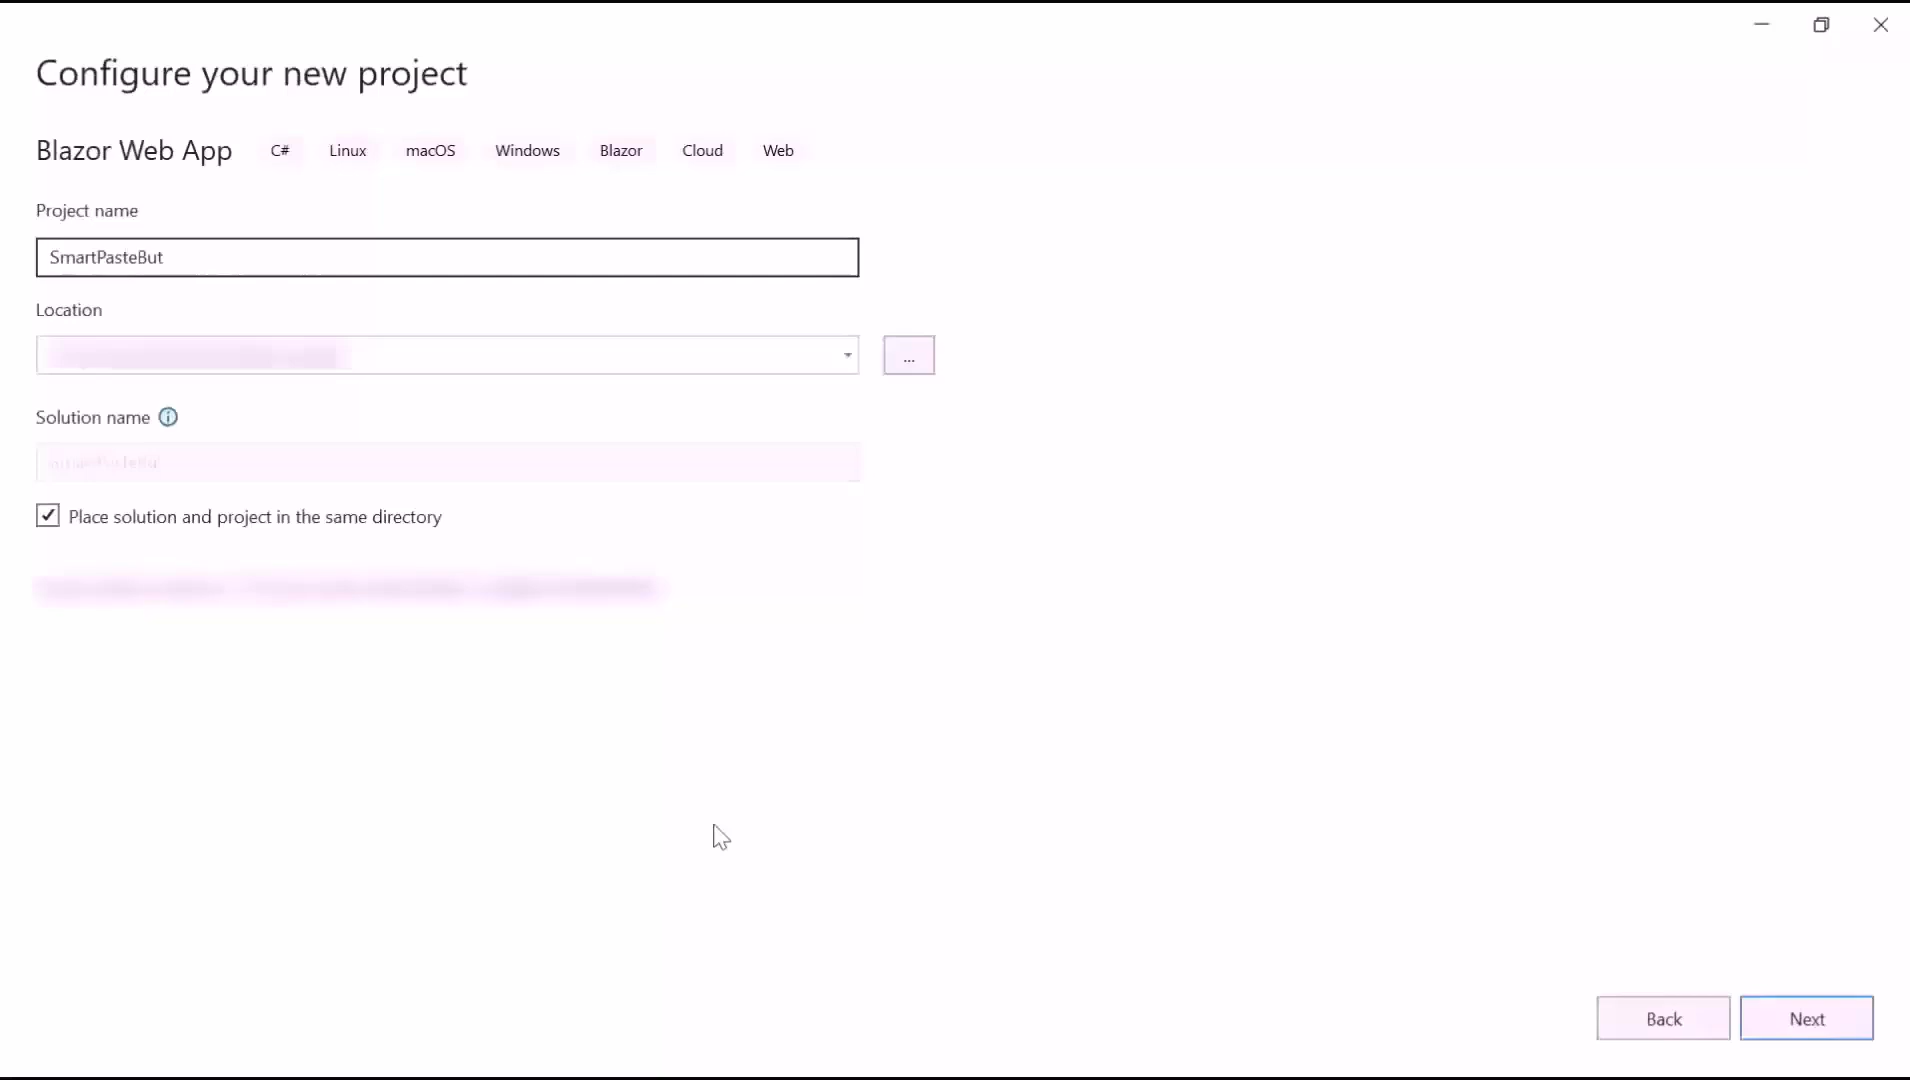 Configure your new project
Blazor Web App C# Linux macOS Windows Blazor Cloud Web
Project name
SmartPasteBut
Location
...
Solution name
Place solution and project in the same directory
Back Next